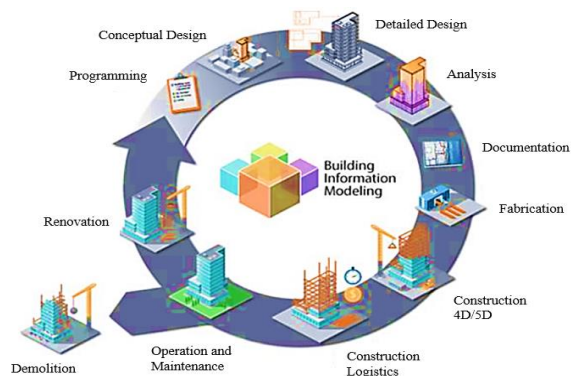 Conceptual Design
Detailed Design
Programming
Analysis
Documentation
Building
Information
Modeling
Fabrication
Renovation
Construction
4D/5D
Operation and
Maintenance
Construction
Logistics
Demolition